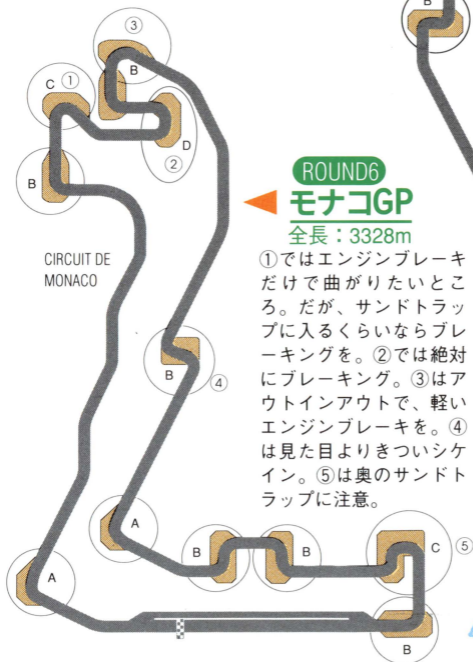 B
③
B
C ①
D
②
B
ROUND6
モナコGP
全長：3328m
CIRCUIT DE
MONACO
①ではエンジンブレーキ
だけで曲がりたいとこ
ろ。だが、サンドトラッ
プに入るくらいならブレ
ーキングを。②では絶対
にブレーキング。③はア
ウトインアウトで、軽い
エンジンブレーキを。④
は見た目よりきついシケ
イン。⑤は奥のサンドト
ラップに注意。
B
④
A
B
B
C ⑤
A
B